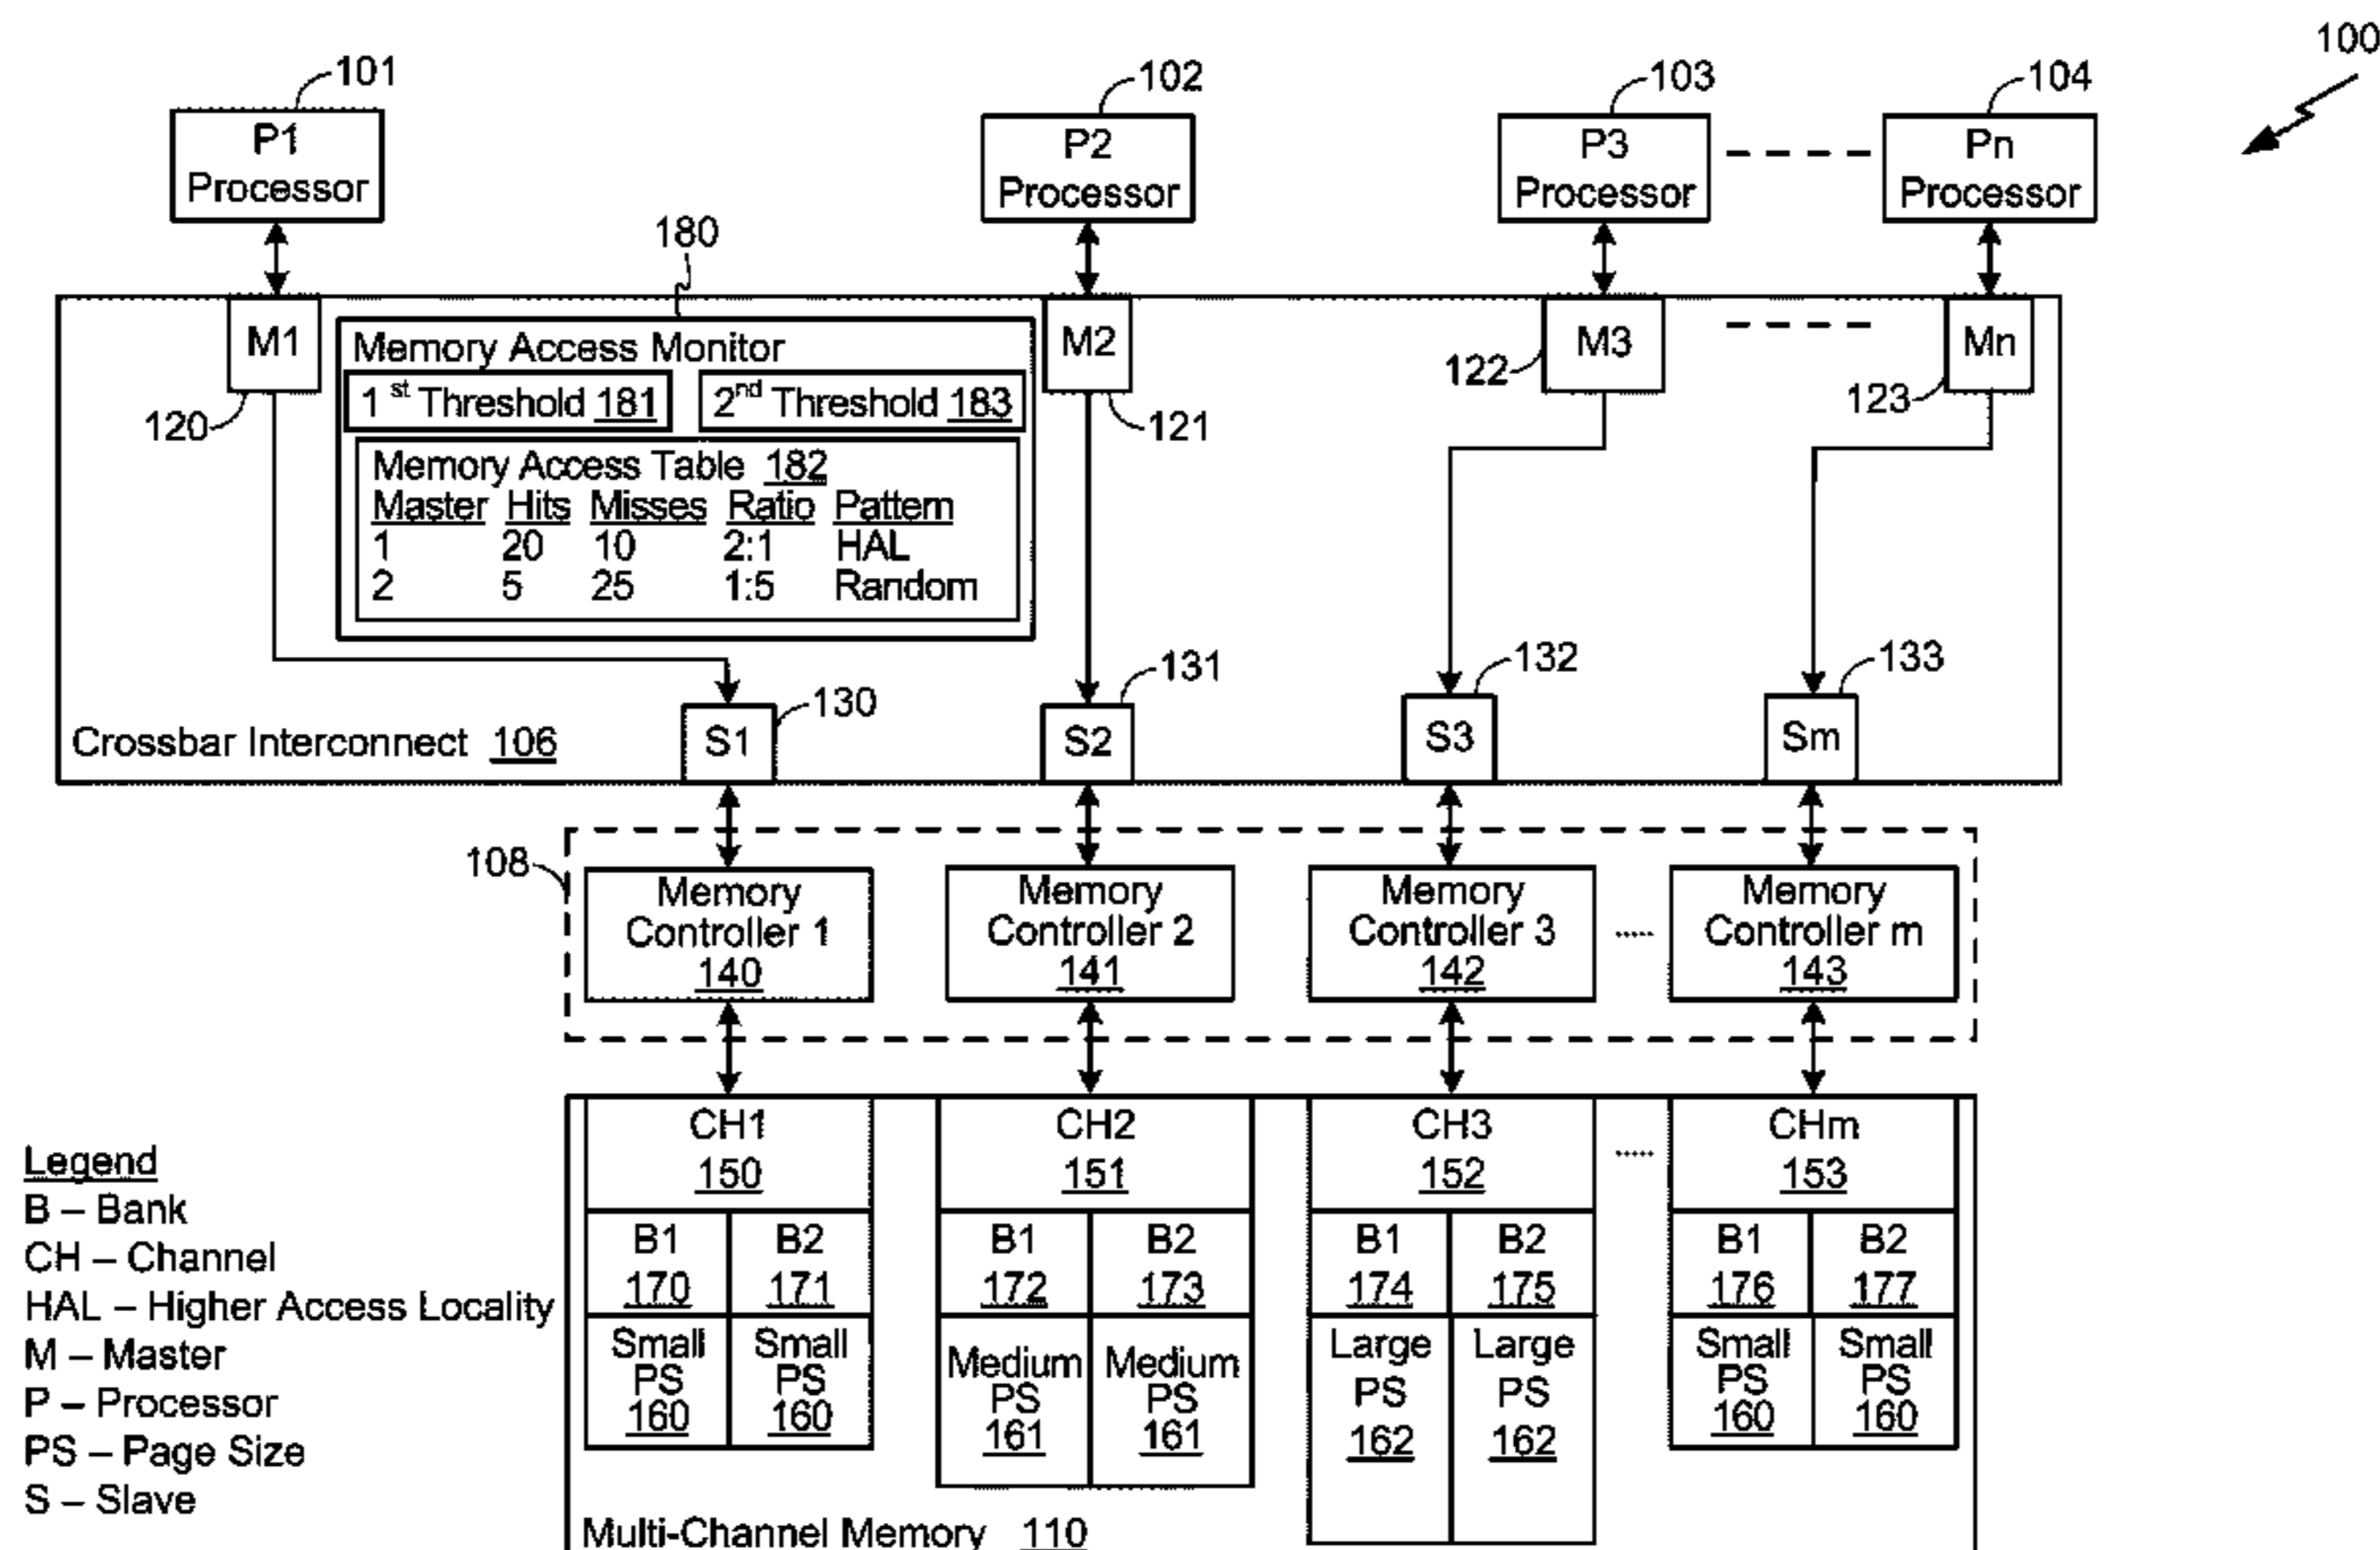 100
101
102
103
104
P1
Processor
P2
Processor
P3
Processor
Pn
Processor
180
M1
M2
M3
Mn
120
121
122
123
Memory Access Monitor
1st Threshold 181
2nd Threshold 183
Memory Access Table 182
Master Hits Misses Ratio Pattern
1 20 10 2:1 HAL
2 5 25 1:5 Random
130
131
132
133
S1
S2
S3
Sm
Crossbar Interconnect 106
108
Memory
Controller 1
140
Memory
Controller 2
141
Memory
Controller 3
142
Memory
Controller m
143
CH1
150
CH2
151
CH3
152
CHm
153
B1
170
B2
171
B1
172
B2
173
B1
174
B2
175
B1
176
B2
177
Small
PS
160
Small
PS
160
Medium
PS
161
Medium
PS
161
Large
PS
162
Large
PS
162
Small
PS
160
Small
PS
160
Multi-Channel Memory 110
Legend
B – Bank
CH – Channel
HAL – Higher Access Locality
M – Master
P – Processor
PS – Page Size
S – Slave